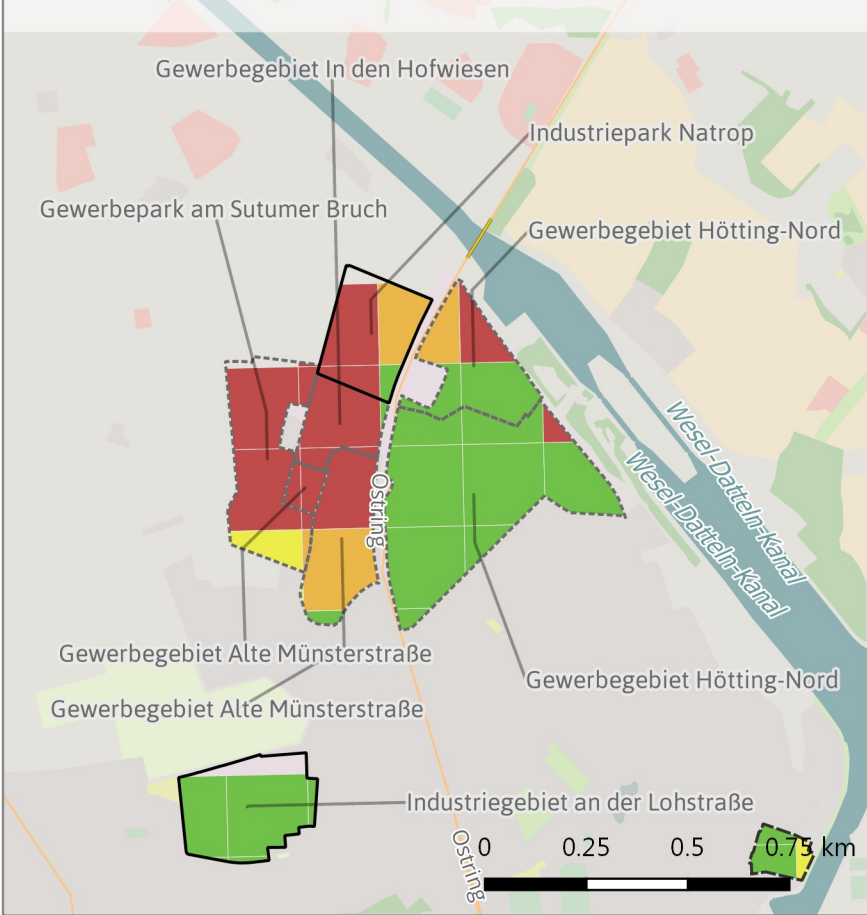 Gewerbegebiet In den Hofwiesen
Industriepark Natrop
Gewerbepark am Sutumer Bruch
Gewerbegebiet Hötting-Nord
Wesel-Datteln-Kanal
Wesel-Datteln-Kanal
Ostring
Gewerbegebiet Alte Münsterstraße
Gewerbegebiet Hötting-Nord
Gewerbegebiet Alte Münsterstraße
Industriegebiet an der Lohstraße
Ostring
0 0.25 0.5 0.75 km